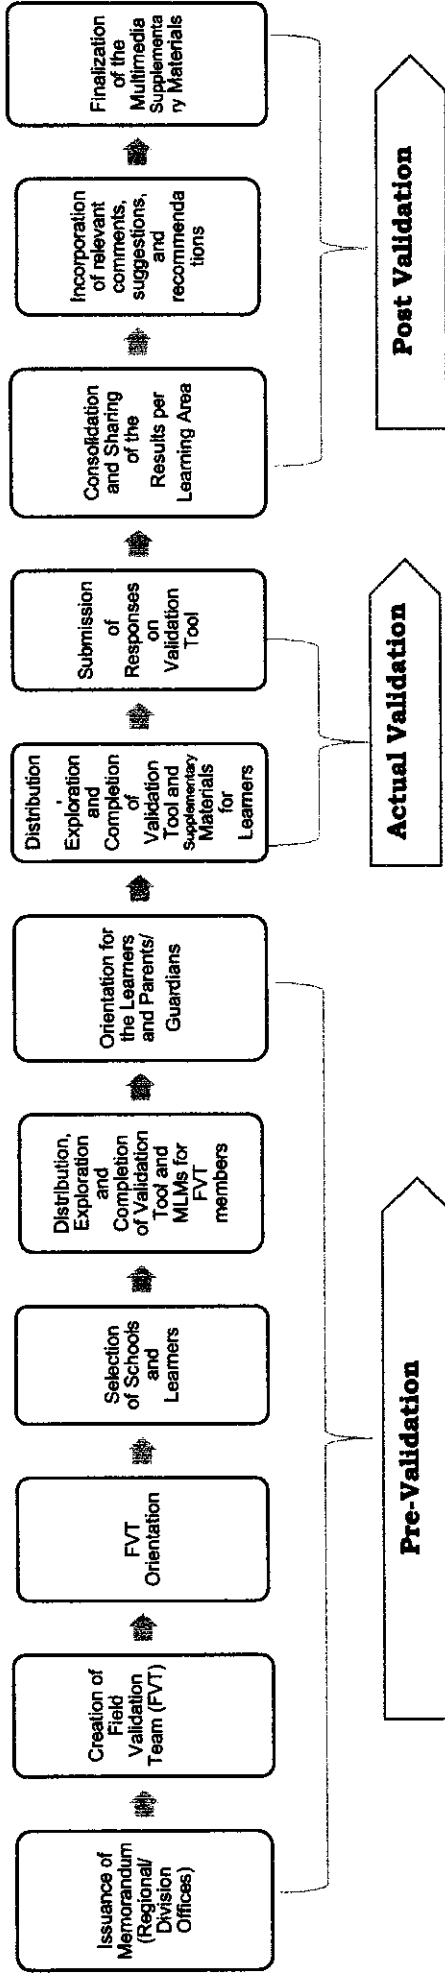 Issuance of
Memorandum
(Regional/
Division
Offices)
Creation of
Field
Validation
Team (FVT)
FVT
Orientation
Selection
of Schools
and
Learners
Distribution,
Exploration
and
Completion
of Validation
Tool and
MLMs for
FVT
members
Orientation for
the Learners
and Parents/
Guardians
Distribution
,
Exploration
and
Completion
of
Validation
Tool and
Supplementary
Materials
for
Learners
Submission
of
Responses
on
Validation
Tool
Consolidation
and Sharing
of the
Results per
Learning Area
Incorporation
of relevant
comments,
suggestions,
and
recommenda
tions
Finalization
of the
Multimedia
Supplementa
ry Materials
Pre-Validation
Actual Validation
Post Validation